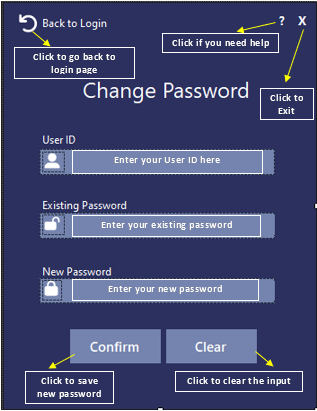 Back to Login
?
X
Click to go back to
login page
Click if you need help
Change Password
Click to
Exit
User ID
Enter your User ID here
Existing Password
Enter your existing password
New Password
Enter your new password
Confirm
Clear
Click to save
new password
Click to clear the input